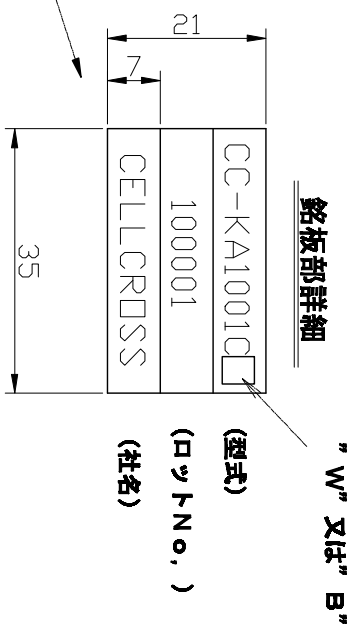 銘板部詳細
"W" 又は "B"
CC-KA1001C
(型式)
100001
(ロットNo,)
CELLCROSS
(社名)
21
7
35